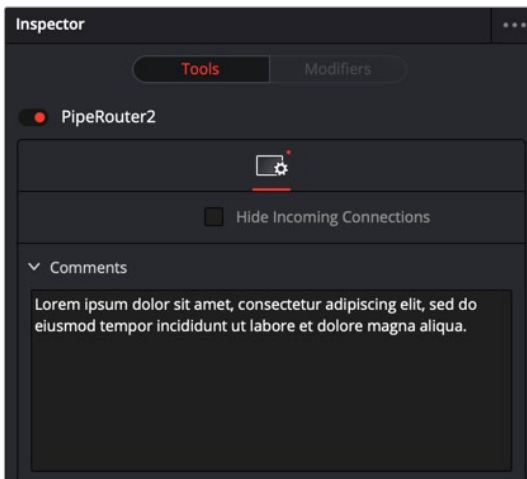 Inspector
Tools
Modifiers
PipeRouter2
Hide Incoming Connections
Comments
Lorem ipsum dolor sit amet, consectetur adipiscing elit, sed do
eiusmod tempor incididunt ut labore et dolore magna aliqua.